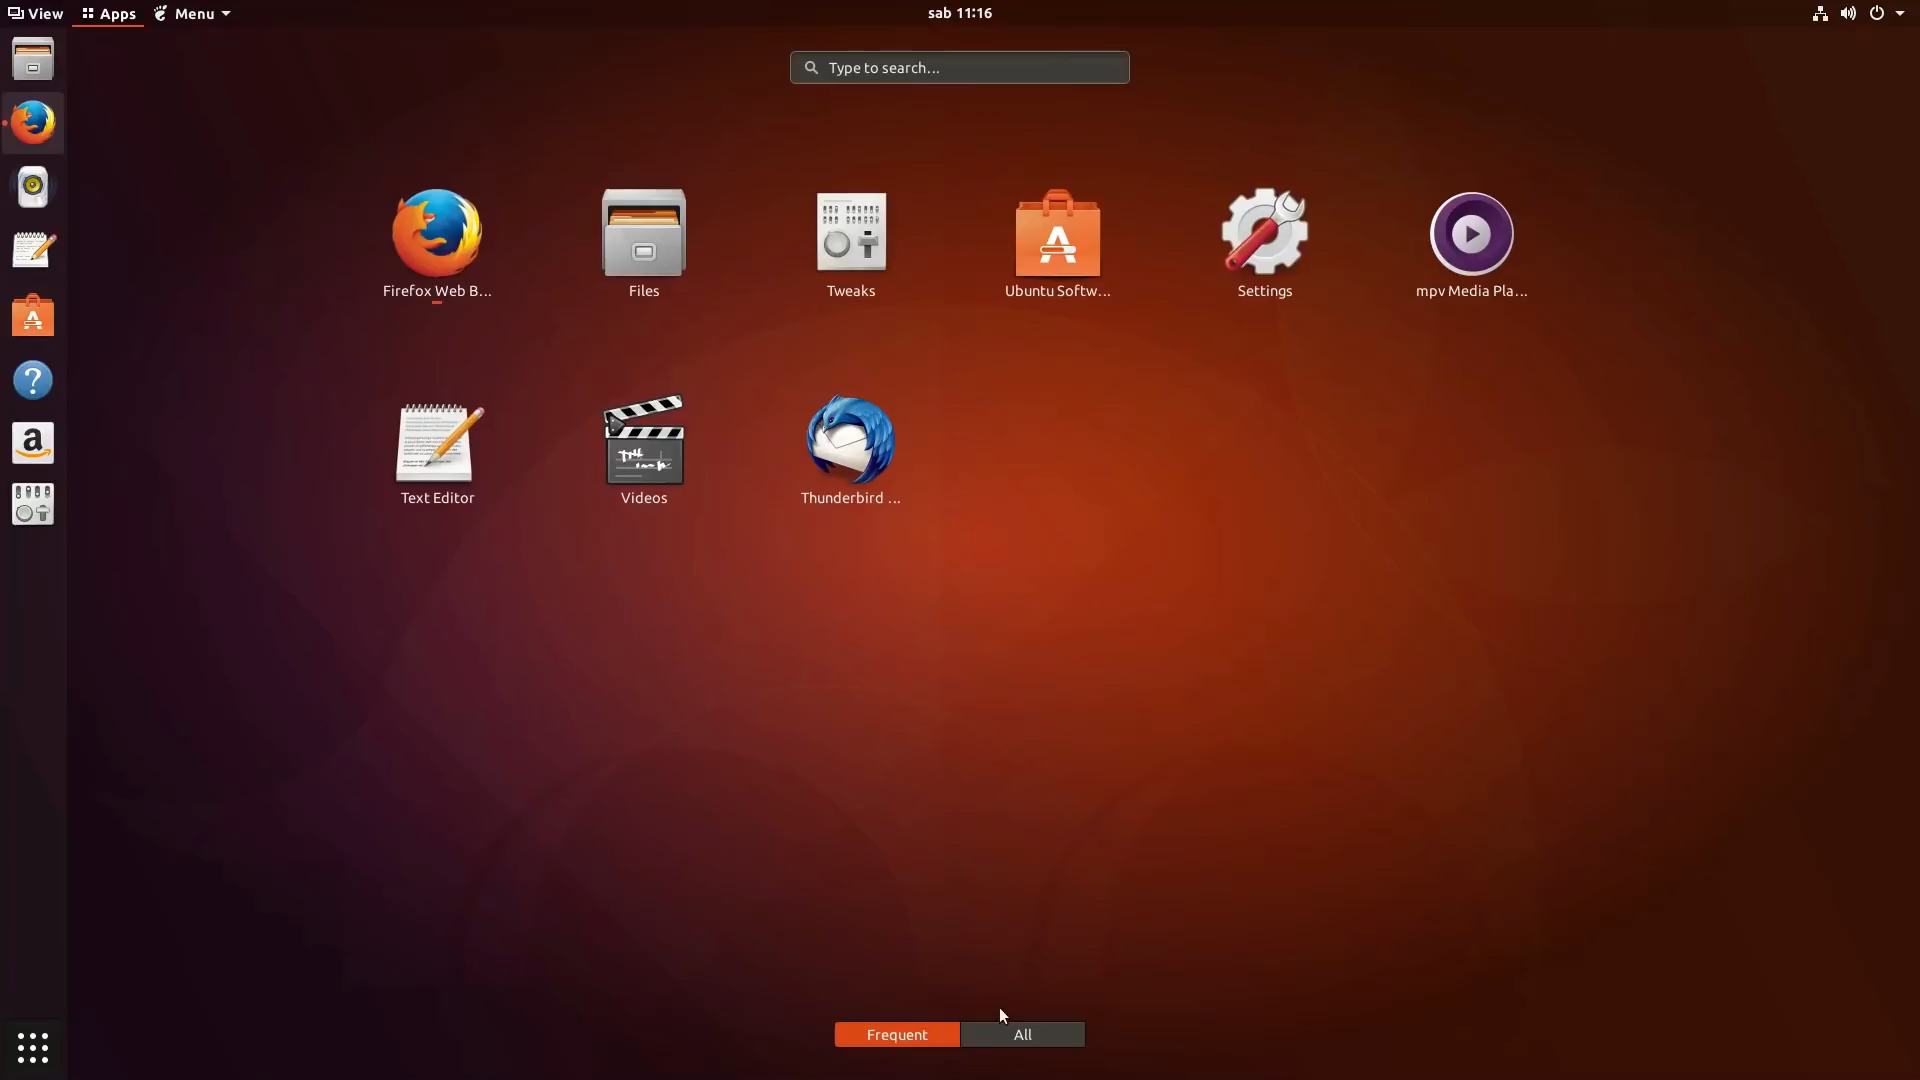 View Apps Menu sab 11:16
Type to search...
Firefox Web B... Files Tweaks Ubuntu Softw... Settings mpv Media Pla...
Text Editor Videos Thunderbird ...
Frequent All